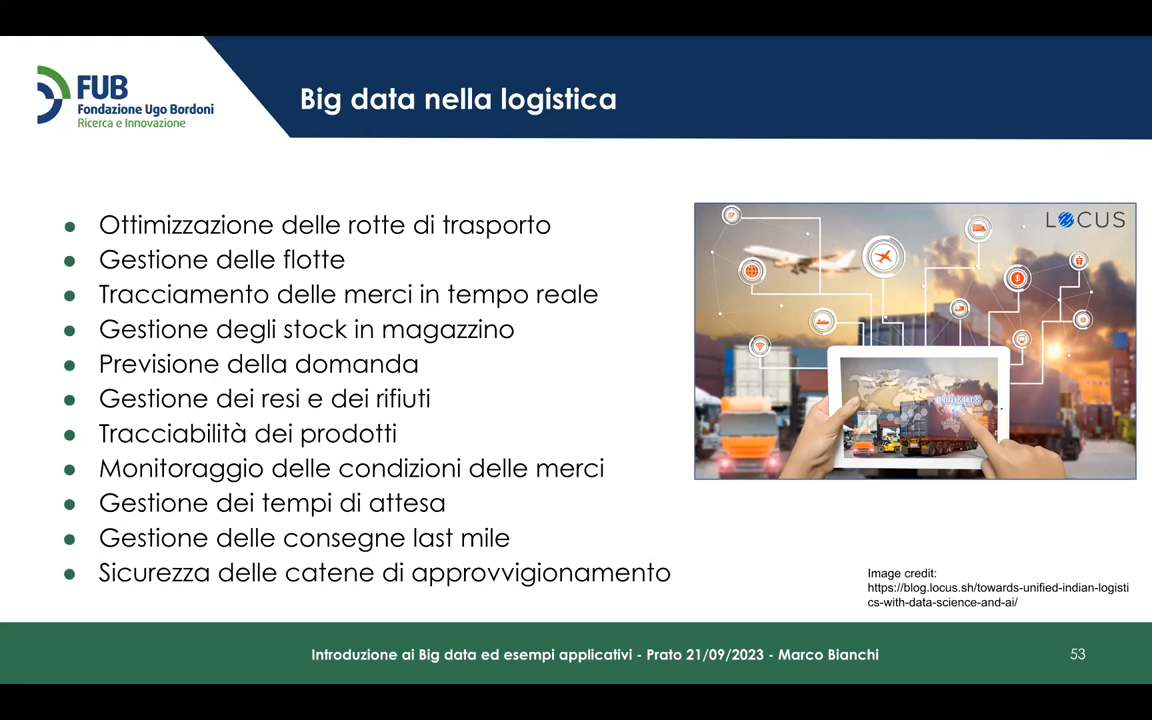 FUB
Fondazione Ugo Bordoni
Ricerca e Innovazione
Big data nella logistica
Ottimizzazione delle rotte di trasporto
Gestione delle flotte
Tracciamento delle merci in tempo reale
Gestione degli stock in magazzino
Previsione della domanda
Gestione dei resi e dei rifiuti
Tracciabilità dei prodotti
Monitoraggio delle condizioni delle merci
Gestione dei tempi di attesa
Gestione delle consegne last mile
Sicurezza delle catene di approvvigionamento
LOCUS
LOGISTICS
Image credit:
https://blog.locus.sh/towards-unified-indian-logisti
cs-with-data-science-and-ai/
Introduzione ai Big data ed esempi applicativi - Prato 21/09/2023 - Marco Bianchi
53